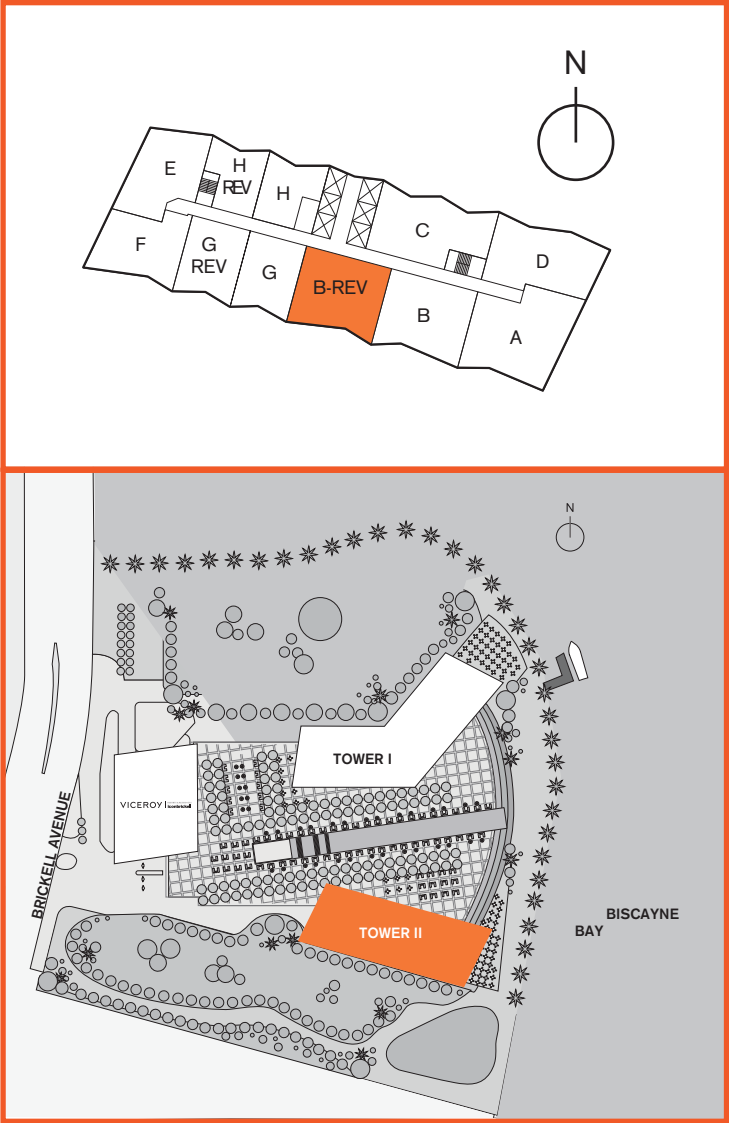 N
E
H
REV
H
C
D
F
G
REV
G
B-REV
B
A
N
TOWER I
VICEROY
BRICKELL AVENUE
TOWER II
BISCAYNE
BAY